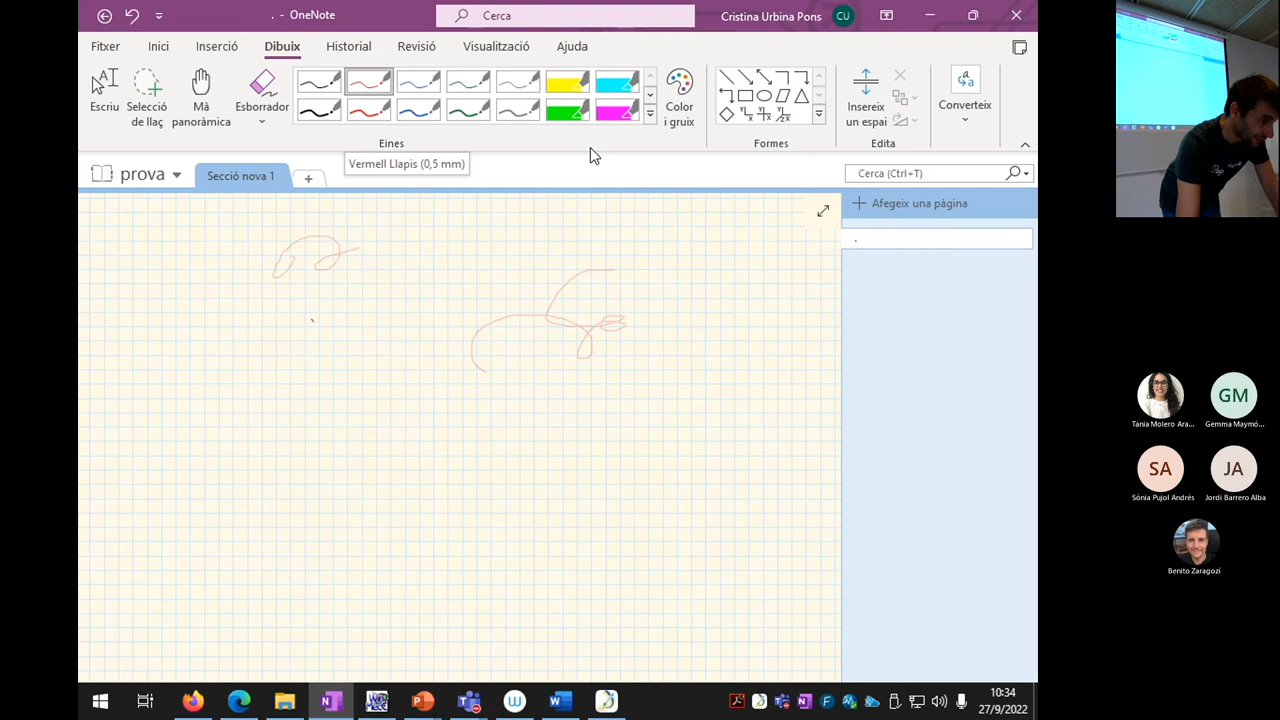 . - OneNote
Cerca
Cristina Urbina Pons
CU
Fitxer
Inici
Inserció
Dibuix
Historial
Revisió
Visualització
Ajuda
Escriu
Selecció
de llaç
Mà
panoràmica
Esborrador
Color
i gruix
Insereix
un espai
Converteix
Eines
Formes
Edita
Vermell Llapis (0,5 mm)
prova
Secció nova 1
Cerca (Ctrl+T)
Afegeix una pàgina
.
Tania Molero Ara...
GM
Gemma Maymó...
SA
Sónia Pujol Andrés
JA
Jordi Barrero Alba
Benito Zaragozí
10:34
27/9/2022